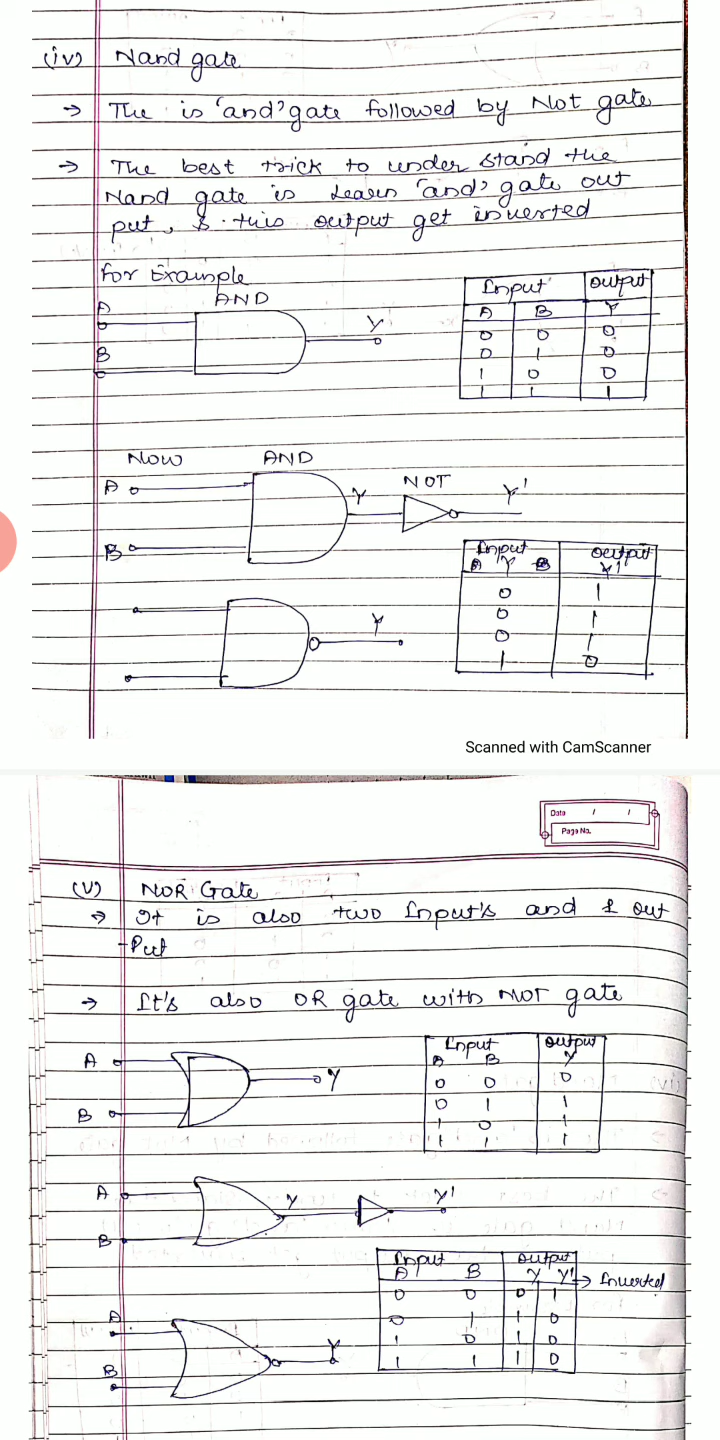 (iv) Nand gate
→ The is 'and' gate followed by Not gate
→ The best trick to under stand the
Nand gate is Learn 'and' gate out
put, & this output get inverted
for Example
AND
A
B
Y
Input Output
A B Y
0 0 0
0 1 0
1 0 0
1 1 1
Now AND
A
B
Y
NOT
Y'
Input Output
A Y B Y'
0 1
0 1
0 1
1 0
Y
Scanned with CamScanner
Date / /
Page No.
(V) NOR Gate
→ It is also two Input's and 1 out
-Put
→ It's also OR gate with NOT gate
A
B
Y
Input Output
A B Y
0 0 0
0 1 1
1 0 1
1 1 1
A
B
Y
Y'
Input Output
A B Y Y' → Inverted
0 0 0 1
0 1 1 0
1 0 1 0
1 1 1 0
A
B
Y